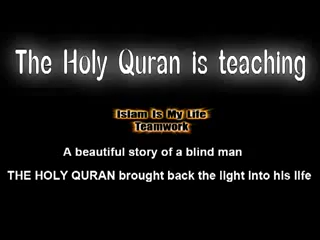 The Holy Quran is teaching
Islam Is My Life
Teamwork
A beautiful story of a blind man
THE HOLY QURAN brought back the light into his life